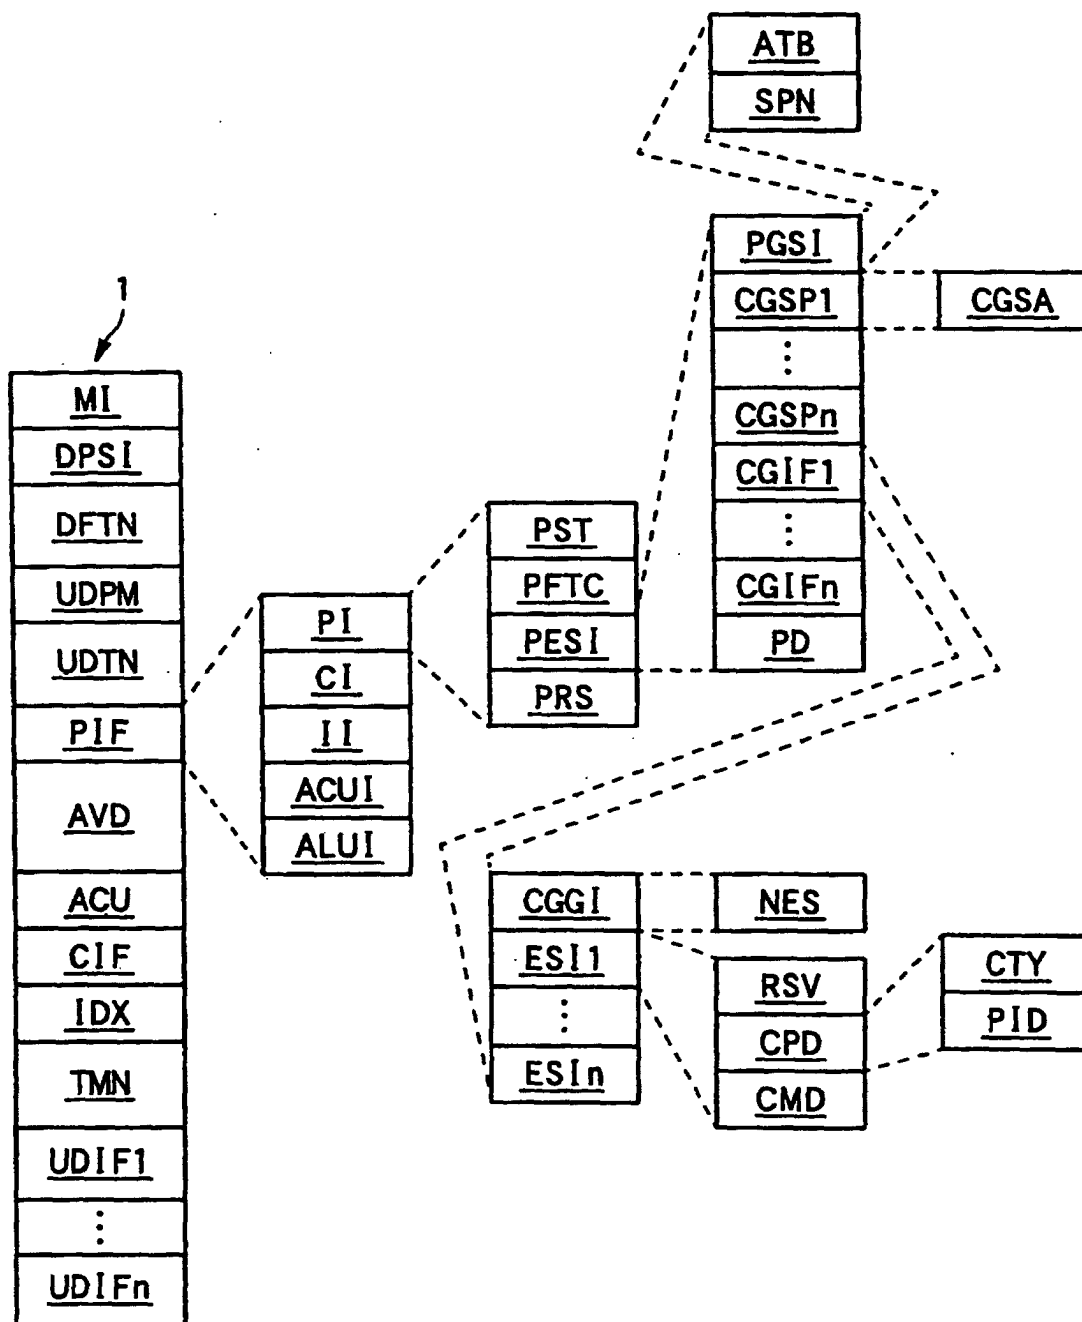 ATB
SPN
PGSI
CGSP1
CGSA
⋮
CGSPn
CGIF1
⋮
CGIFn
PD
1
MI
DPSI
DFTN
UDPM
UDTN
PIF
AVD
ACU
CIF
IDX
TMN
UDIF1
⋮
UDIFn
PI
CI
II
ACUI
ALUI
PST
PFTC
PESI
PRS
CGGI
ESI1
⋮
ESIn
NES
RSV
CPD
CMD
CTY
PID